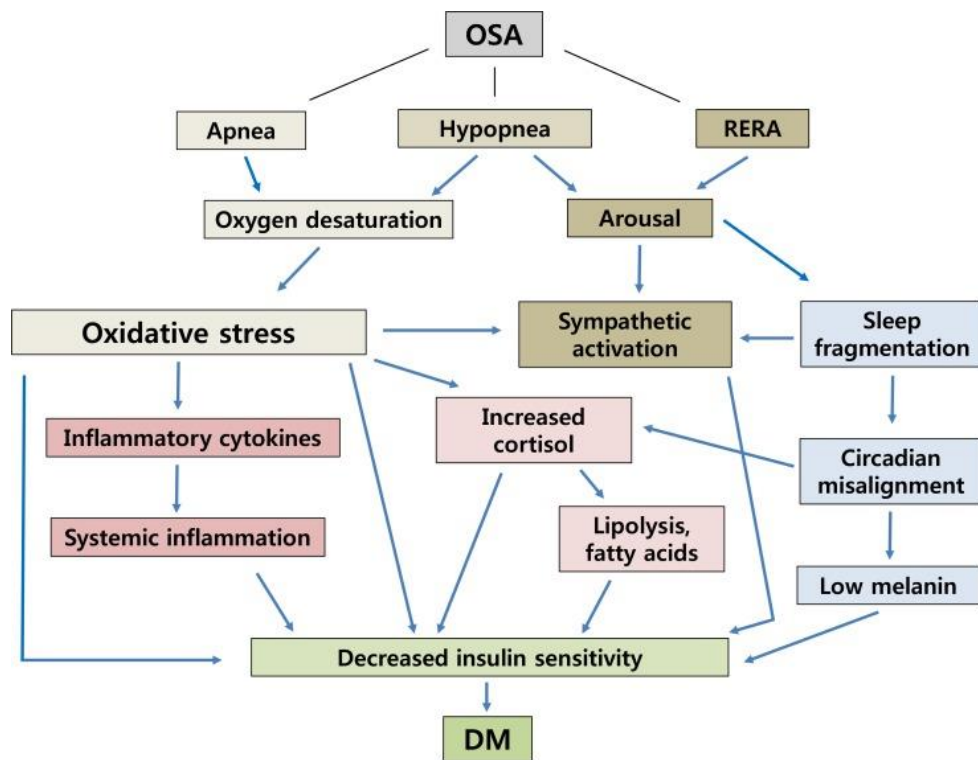 OSA
Apnea
Hypopnea
RERA
Oxygen desaturation
Arousal
Oxidative stress
Sympathetic
activation
Sleep
fragmentation
Inflammatory cytokines
Increased
cortisol
Circadian
misalignment
Systemic inflammation
Lipolysis,
fatty acids
Low melanin
Decreased insulin sensitivity
DM